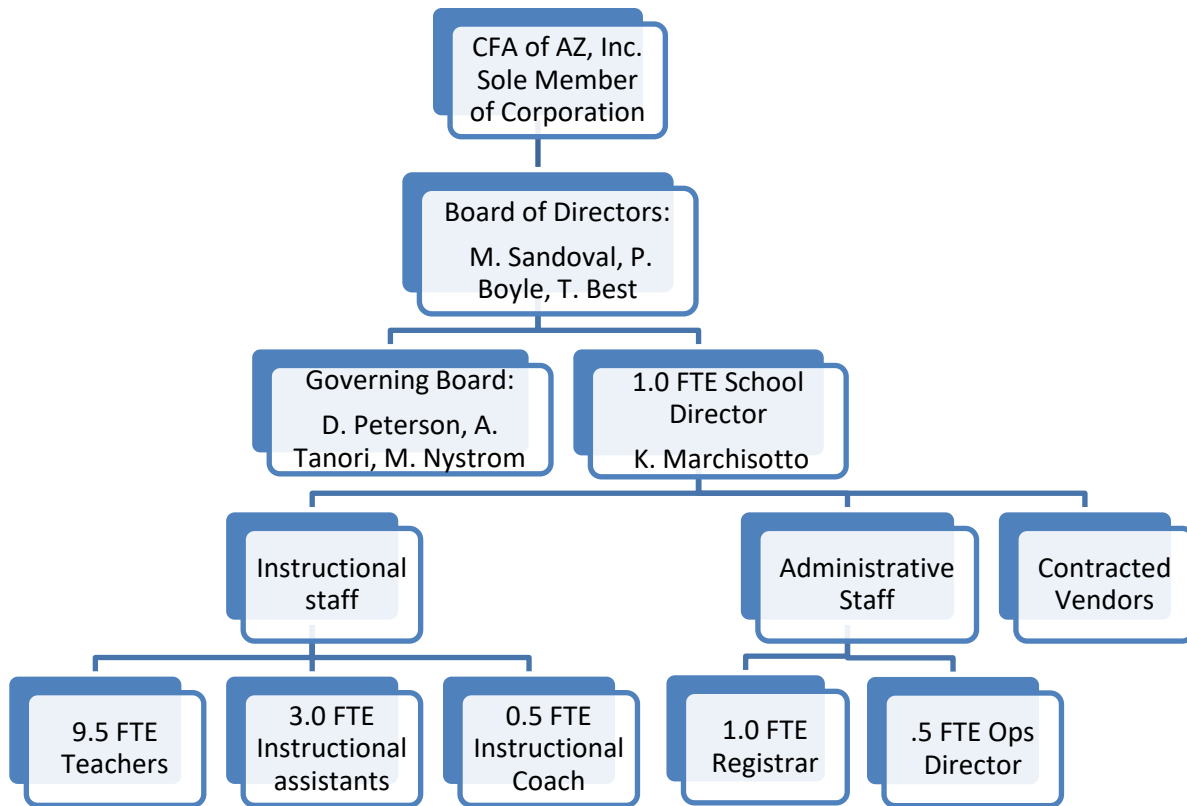 CFA of AZ, Inc.
Sole Member
of Corporation
Board of Directors:
M. Sandoval, P.
Boyle, T. Best
Governing Board:
D. Peterson, A.
Tanori, M. Nystrom
1.0 FTE School
Director
K. Marchisotto
Instructional
staff
Administrative
Staff
Contracted
Vendors
9.5 FTE
Teachers
3.0 FTE
Instructional
assistants
0.5 FTE
Instructional
Coach
1.0 FTE
Registrar
.5 FTE Ops
Director